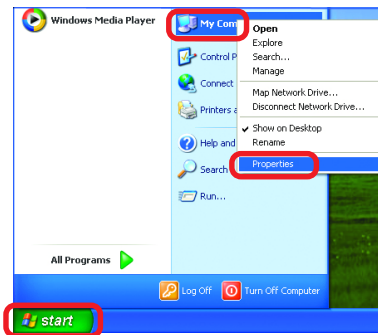 Windows Media Player
My Com
Control P
Connect
Printers a
Help and
Search
Run...
Open
Explore
Search...
Manage
Map Network Drive...
Disconnect Network Drive...
Show on Desktop
Rename
Properties
All Programs
Log Off
Turn Off Computer
start